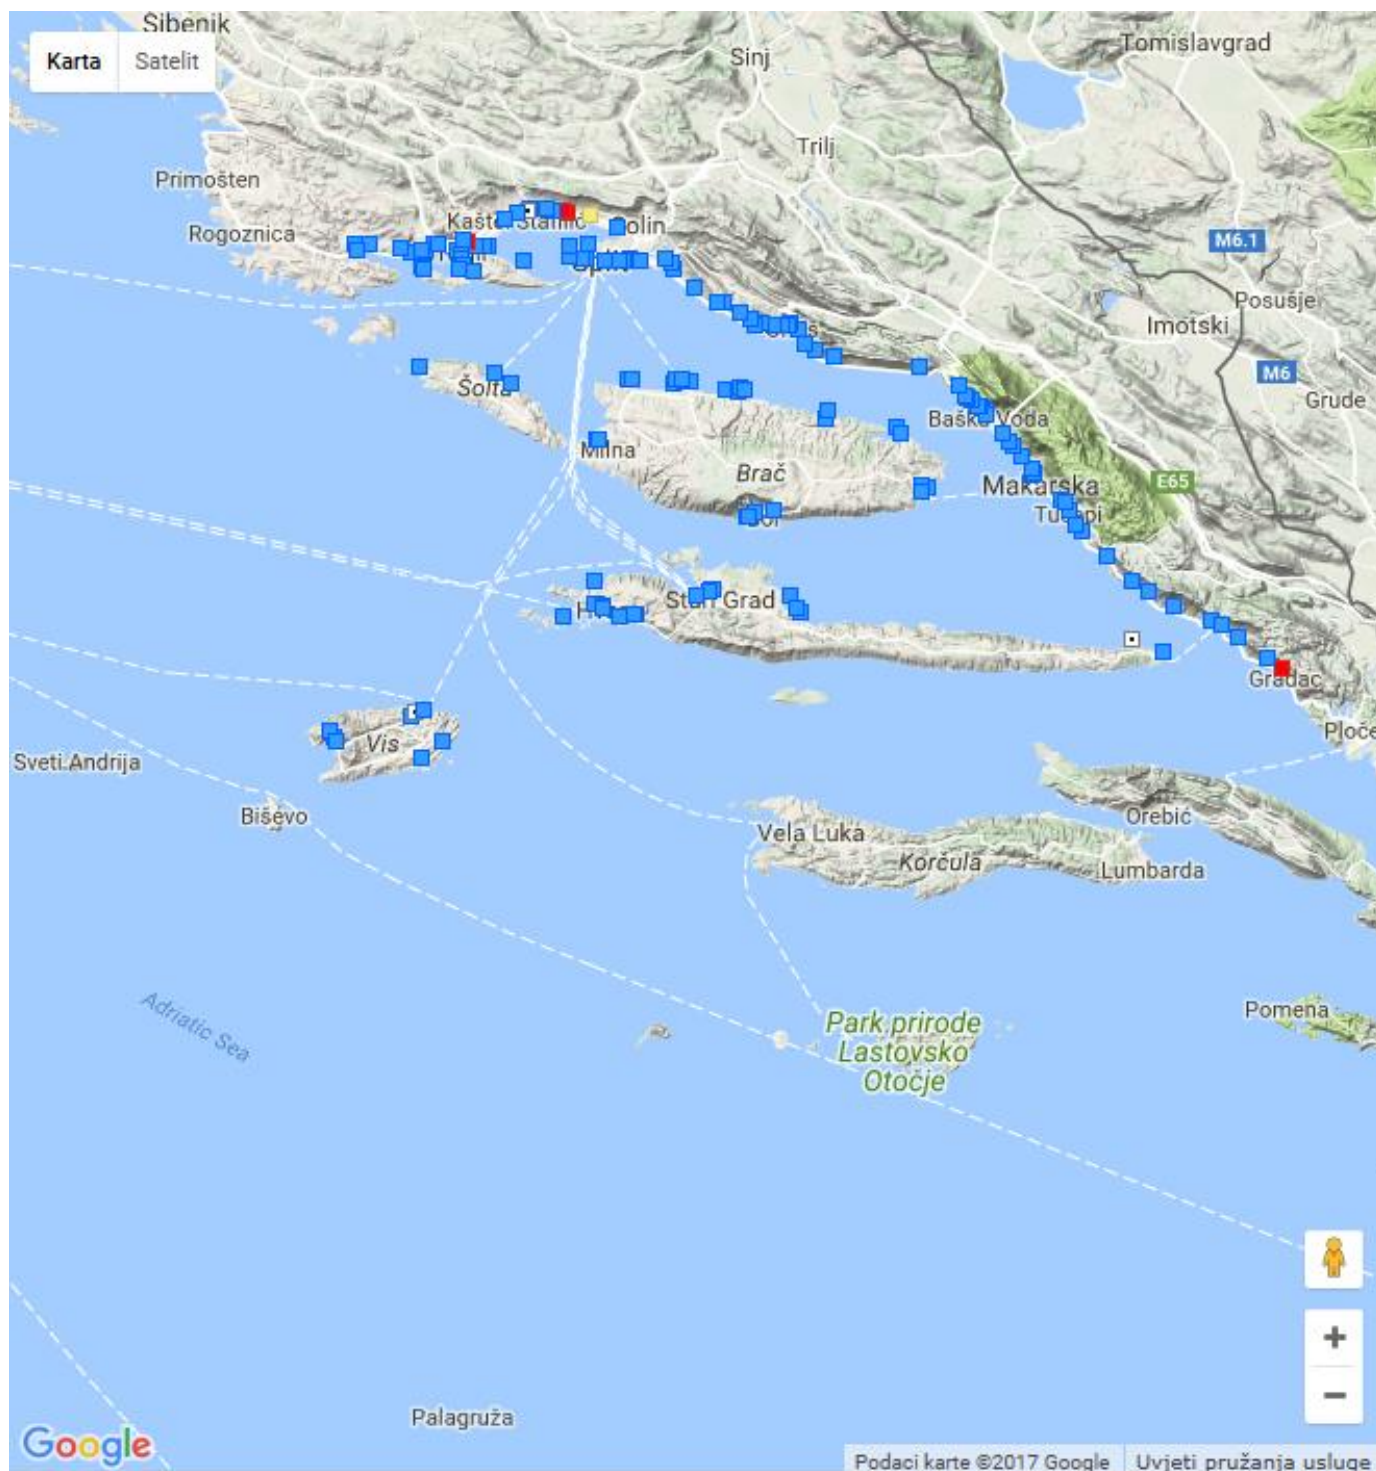 Šibenik
Karta
Satelit
Sinj
Tomislavgrad
Trilj
Primošten
Rogoznica
M6.1
Posušje
Imotski
M6
Grude
Šolta
Baška Voda
Milna
Brač
Makarska
E65
Stari Grad
Gradac
Ploče
Vis
Sveti Andrija
Biševo
Vela Luka
Orebić
Korčula
Lumbarda
Adriatic Sea
Pomena
Park prirode
Lastovsko
Otočje
+
−
Palagruža
Google
Podaci karte ©2017 Google
Uvjeti pružanja usluge